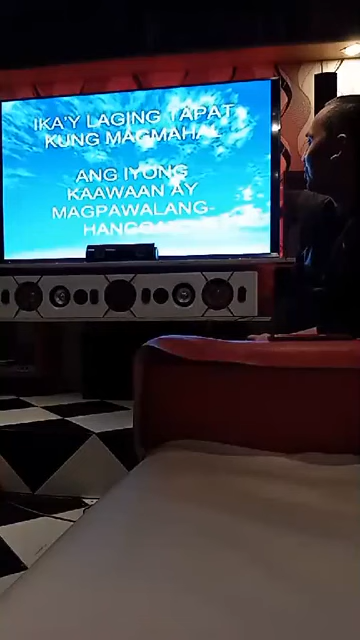 IKA'Y LAGING TAPAT
KUNG MAGMAHAL
ANG IYONG
KAAWAAN AY
MAGPAWALANG-